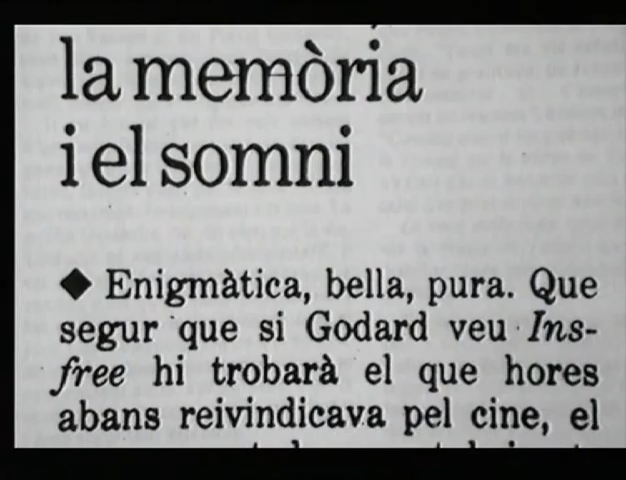 la memòria
i el somni
◆ Enigmàtica, bella, pura. Que
segur que si Godard veu Ins-
free hi trobarà el que hores
abans reivindicava pel cine, el